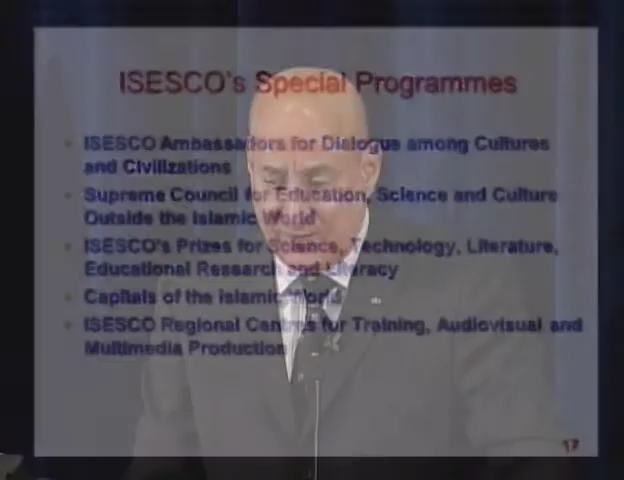 ISESCO's Special Programmes
ISESCO Ambassadors for Dialogue among Cultures
and Civilizations
Supreme Council for Education, Science and Culture
Outside the Islamic World
ISESCO's Prizes for Science, Technology, Literature,
Educational Research and Literacy
Capitals of the Islamic World
ISESCO Regional Centres for Training, Audiovisual and
Multimedia Production
17